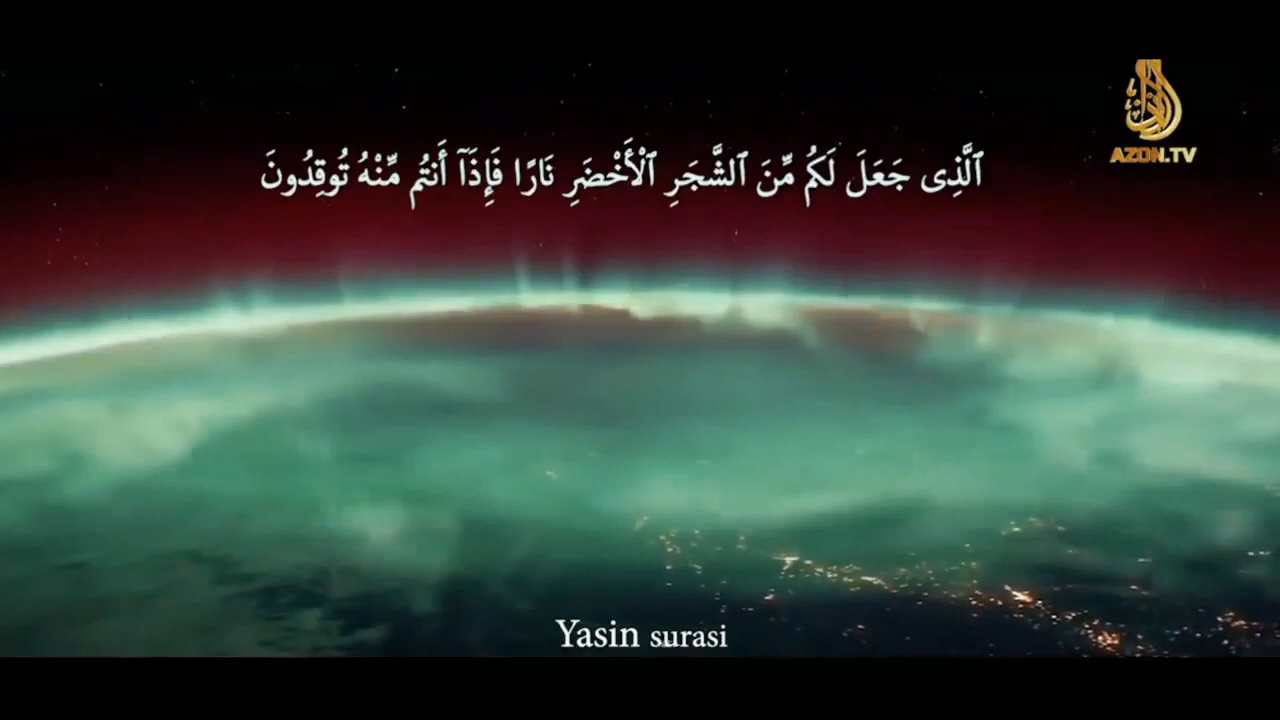 ٱلَّذِى جَعَلَ لَكُم مِّنَ ٱلشَّجَرِ ٱلْأَخْضَرِ نَارًا فَإِذَآ أَنتُم مِّنْهُ تُوقِدُونَ
AZON.TV
Yasin surasi